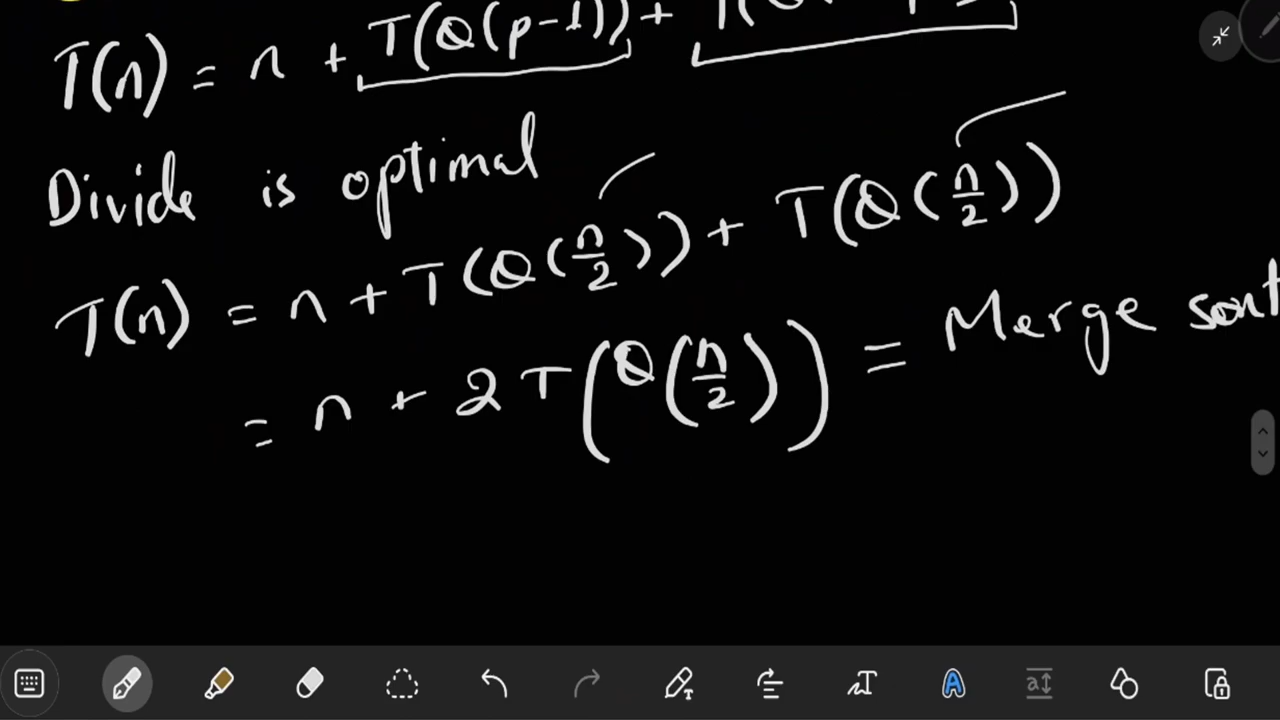 T(n) = n + T(Q(p-1)) +
Divide is optimal
T(n) = n + T(Q(n/2)) + T(Q(n/2))
= n + 2T(Q(n/2)) = Merge sort